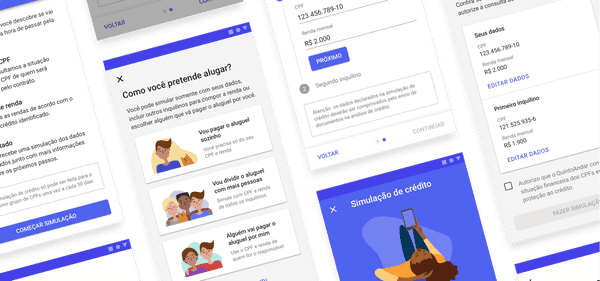 você descobre se vai
a hora de passar pela
CPF
sultamos a situação
CPF de quem será
pelo contrato.
e renda
s as rendas de acordo com o
crédito identificado.
ltado
recebe uma simulação dos dados
junto com mais informações
os próximos passos.
mulação de crédito só pode ser feita para o
mo grupo de CPFs uma vez a cada 30 dias
COMEÇAR SIMULAÇÃO
VOLTAR
Como você pretende alugar?
Você pode simular somente com seus dados,
incluir outros inquilinos para compor a renda ou
escolher alguém que vá pagar o aluguel por você.
Vou pagar o aluguel
sozinho
Você precisa só do seu
CPF e renda
Vou dividir o aluguel
com mais pessoas
Simule com CPF e renda
de todos os inquilinos
Alguém vai pagar o
aluguel por mim
Use o CPF e renda de
quem for o responsável
CPF
123.456.789-10
Renda mensal
R$ 2.000
PRÓXIMO
2
Segundo inquilino
Atenção: os dados declarados na simulação de
crédito deverão ser comprovados pelo envio de
documentos na análise de crédito.
VOLTAR
CONTINUAR
Simulação de crédito
autorize a consulta
Seus dados
CPF
123.456.789-10
Renda mensal
R$ 2.000
EDITAR DADOS
Primeiro inquilino
CPF
121.525.935-6
Renda mensal
R$ 1.900
EDITAR DADOS
Autorizo que o QuintoAndar
situação financeira dos CPFs e
proteção ao crédito.
FAZER SIMULAÇÃ